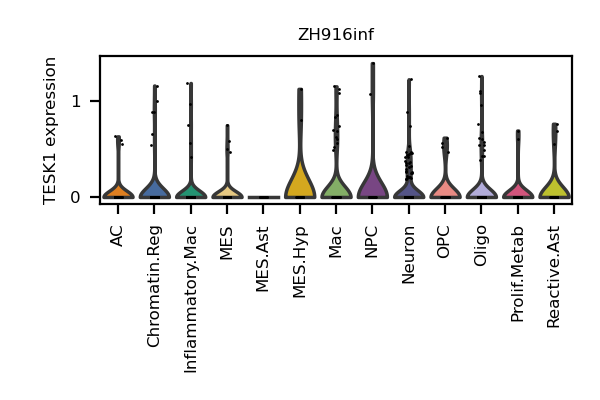 ZH916inf
TESK1 expression
1
0
AC
Chromatin.Reg
Inflammatory.Mac
MES
MES.Ast
MES.Hyp
Mac
NPC
Neuron
OPC
Oligo
Prolif.Metab
Reactive.Ast